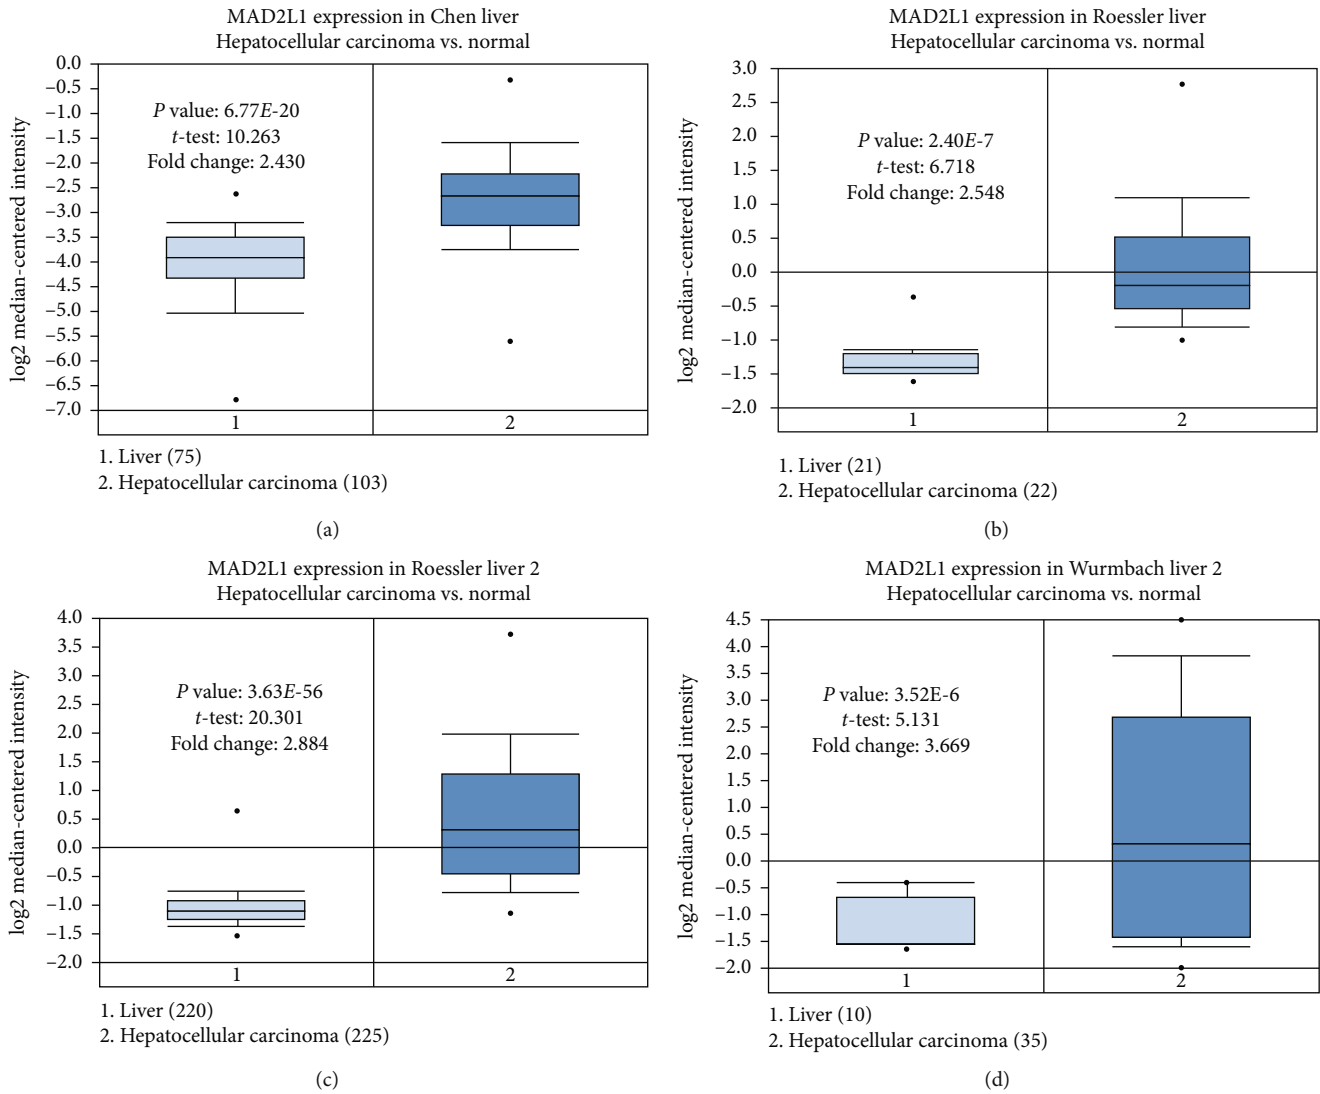 MAD2L1 expression in Chen liver
Hepatocellular carcinoma vs. normal
log2 median-centered intensity
0.0
–0.5
–1.0
–1.5
–2.0
–2.5
–3.0
–3.5
–4.0
–4.5
–5.0
–5.5
–6.0
–6.5
–7.0
P value: 6.77E-20
t-test: 10.263
Fold change: 2.430
1
2
1. Liver (75)
2. Hepatocellular carcinoma (103)
(a)
MAD2L1 expression in Roessler liver
Hepatocellular carcinoma vs. normal
log2 median-centered intensity
3.0
2.5
2.0
1.5
1.0
0.5
0.0
–0.5
–1.0
–1.5
–2.0
P value: 2.40E-7
t-test: 6.718
Fold change: 2.548
1
2
1. Liver (21)
2. Hepatocellular carcinoma (22)
(b)
MAD2L1 expression in Roessler liver 2
Hepatocellular carcinoma vs. normal
log2 median-centered intensity
4.0
3.5
3.0
2.5
2.0
1.5
1.0
0.5
0.0
–0.5
–1.0
–1.5
–2.0
P value: 3.63E-56
t-test: 20.301
Fold change: 2.884
1
2
1. Liver (220)
2. Hepatocellular carcinoma (225)
(c)
MAD2L1 expression in Wurmbach liver 2
Hepatocellular carcinoma vs. normal
log2 median-centered intensity
4.5
4.0
3.5
3.0
2.5
2.0
1.5
1.0
0.5
0.0
–0.5
–1.0
–1.5
–2.0
P value: 3.52E-6
t-test: 5.131
Fold change: 3.669
1
2
1. Liver (10)
2. Hepatocellular carcinoma (35)
(d)